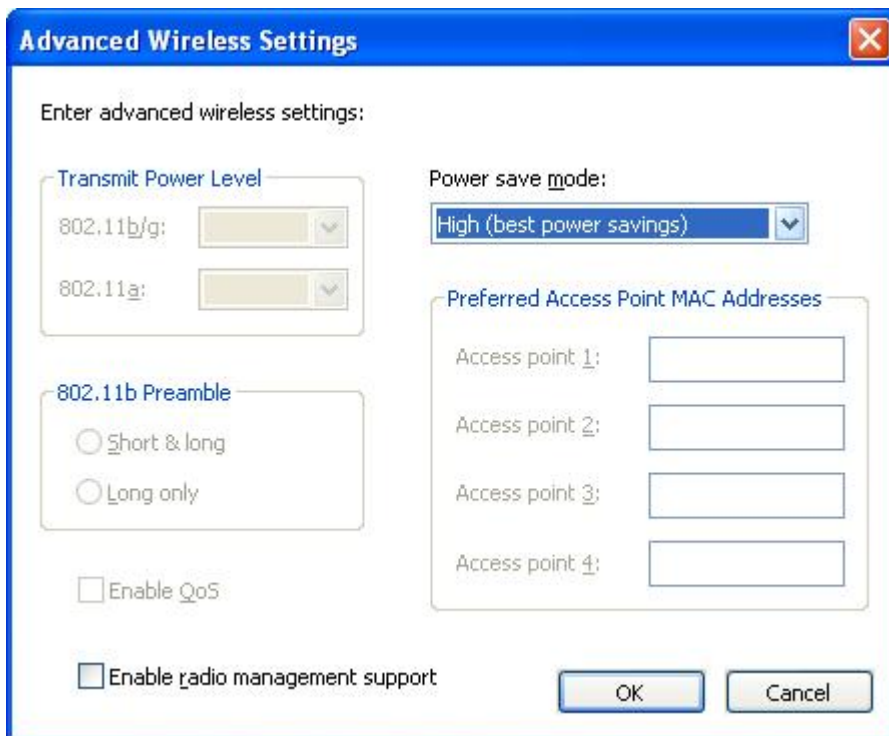 Advanced Wireless Settings
Enter advanced wireless settings:
Transmit Power Level
802.11b/g:
802.11a:
Power save mode:
High (best power savings)
802.11b Preamble
Short & long
Long only
Preferred Access Point MAC Addresses
Access point 1:
Access point 2:
Access point 3:
Access point 4:
Enable QoS
Enable radio management support
OK
Cancel